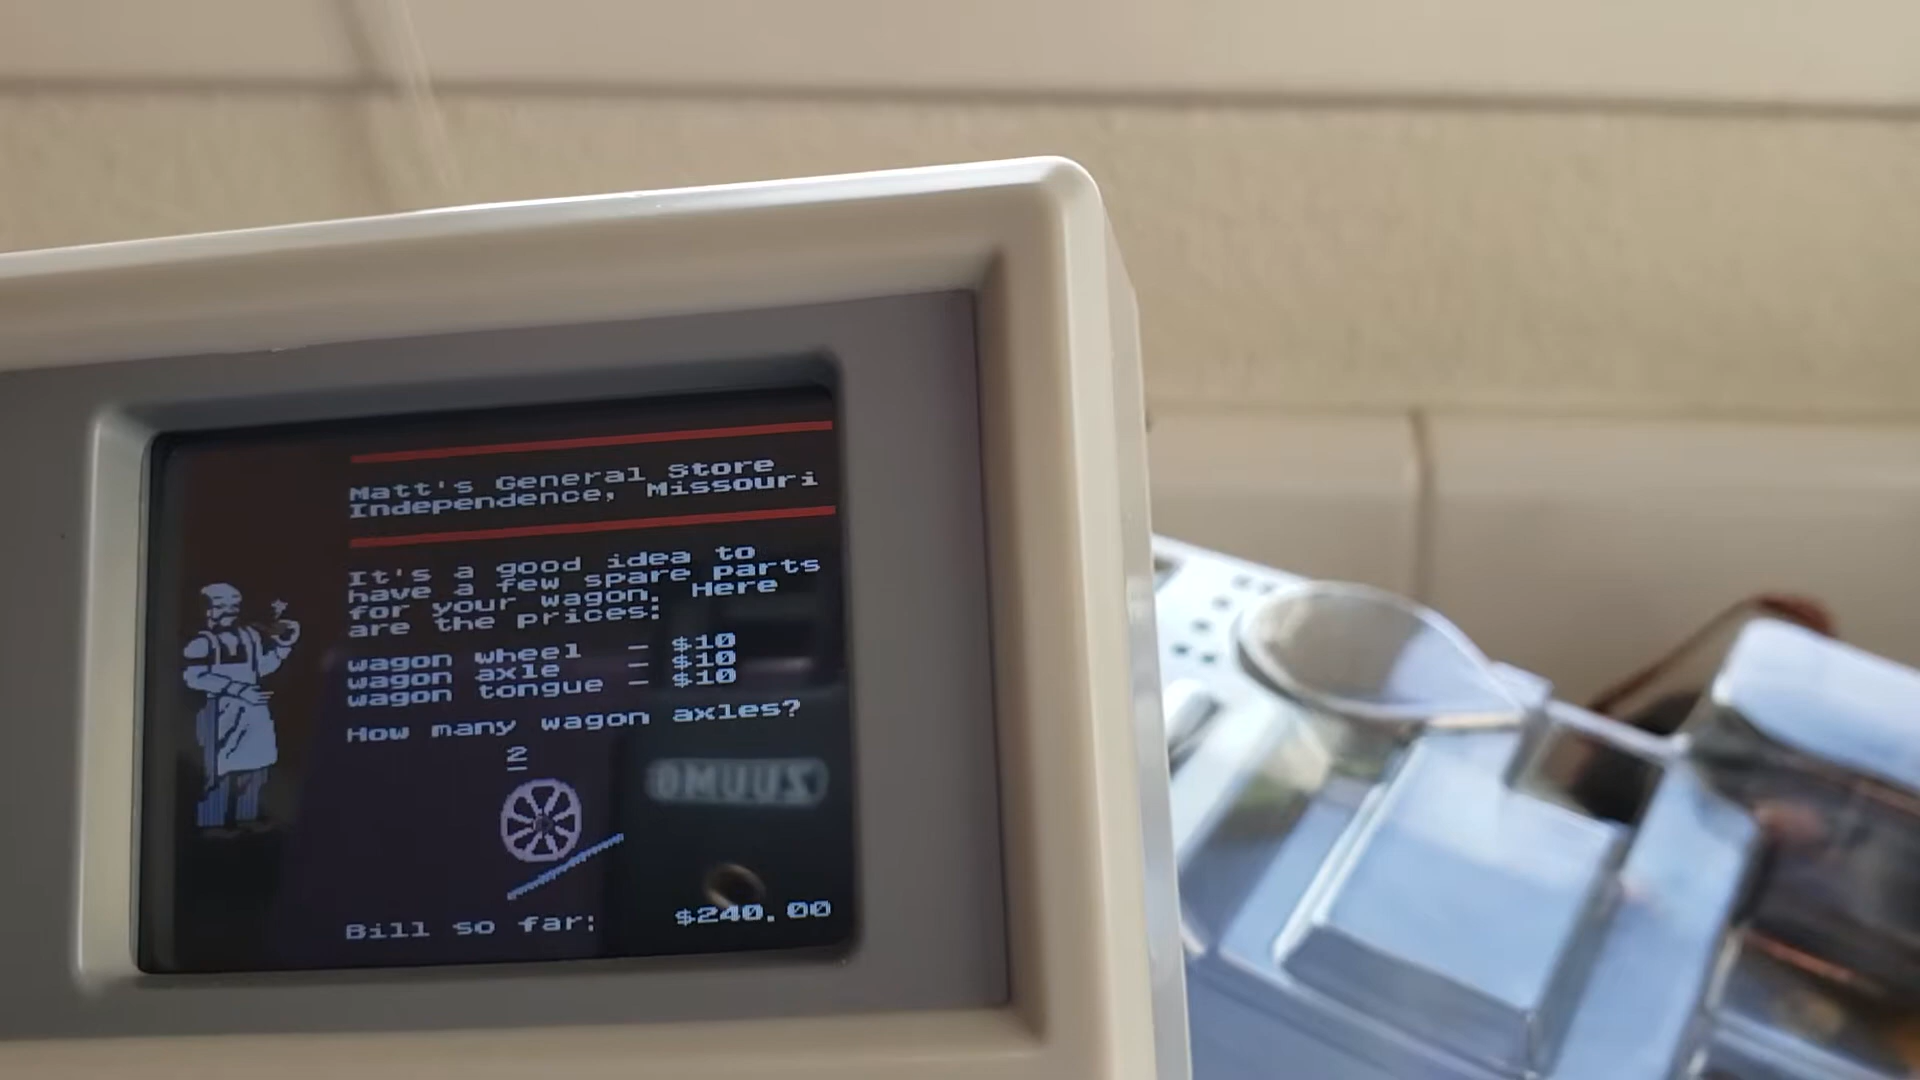 Matt's General Store
Independence, Missouri
It's a good idea to
have a few spare parts
for your wagon. Here
are the prices:
wagon wheel - $10
wagon axle - $10
wagon tongue - $10
How many wagon axles?
2
Bill so far: $240.00